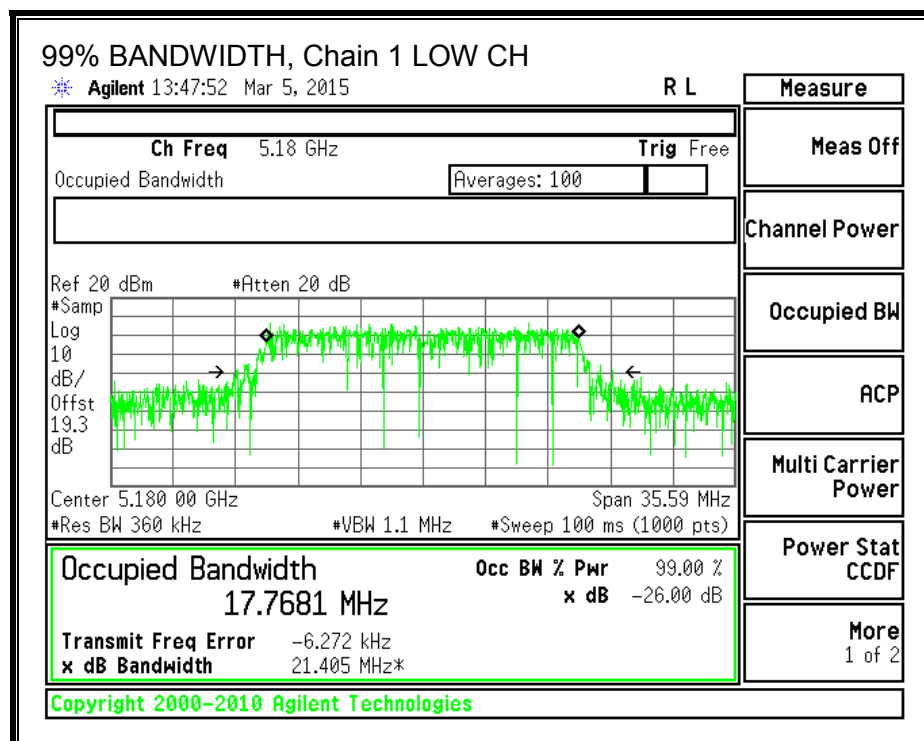 99% BANDWIDTH, Chain 1 LOW CH
Agilent 13:47:52 Mar 5, 2015 R L
Measure
Ch Freq 5.18 GHz Trig Free
Meas Off
Occupied Bandwidth Averages: 100
Channel Power
Ref 20 dBm #Atten 20 dB
#Samp
Log
10
dB/
Offst
19.3
dB
Occupied BW
ACP
Multi Carrier
Power
Center 5.180 00 GHz Span 35.59 MHz
#Res BW 360 kHz #VBW 1.1 MHz #Sweep 100 ms (1000 pts)
Power Stat
CCDF
Occupied Bandwidth Occ BW % Pwr 99.00 %
17.7681 MHz x dB -26.00 dB
Transmit Freq Error -6.272 kHz
x dB Bandwidth 21.405 MHz*
More
1 of 2
Copyright 2000-2010 Agilent Technologies